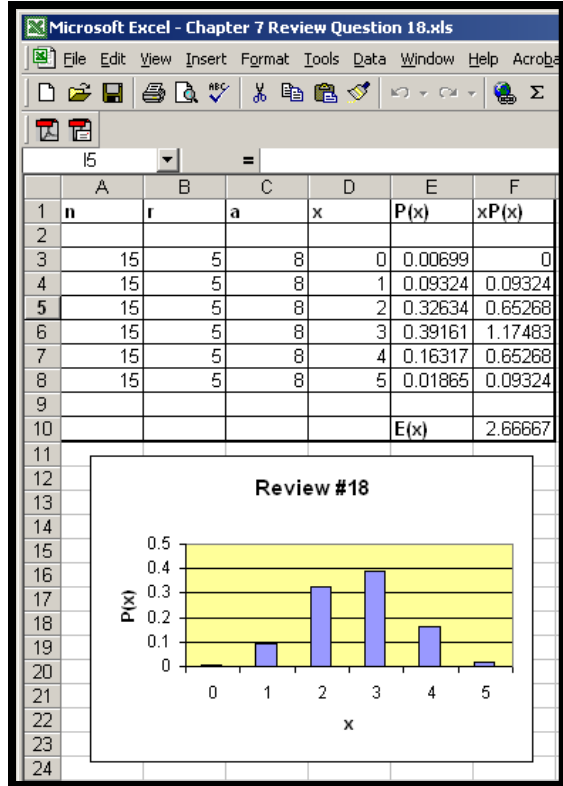 Microsoft Excel - Chapter 7 Review Question 18.xls
File Edit View Insert Format Tools Data Window Help
ABC Σ
I5 =
A B C D E F
1 n r a x P(x) xP(x)
2
3 15 5 8 0 0.00699 0
4 15 5 8 1 0.09324 0.09324
5 15 5 8 2 0.32634 0.65268
6 15 5 8 3 0.39161 1.17483
7 15 5 8 4 0.16317 0.65268
8 15 5 8 5 0.01865 0.09324
9
10 E(x) 2.66667
11
12
13
14
15
16
17
18
19
20
21
22
23
24
Review #18
P(x)
0.5
0.4
0.3
0.2
0.1
0
0 1 2 3 4 5
x